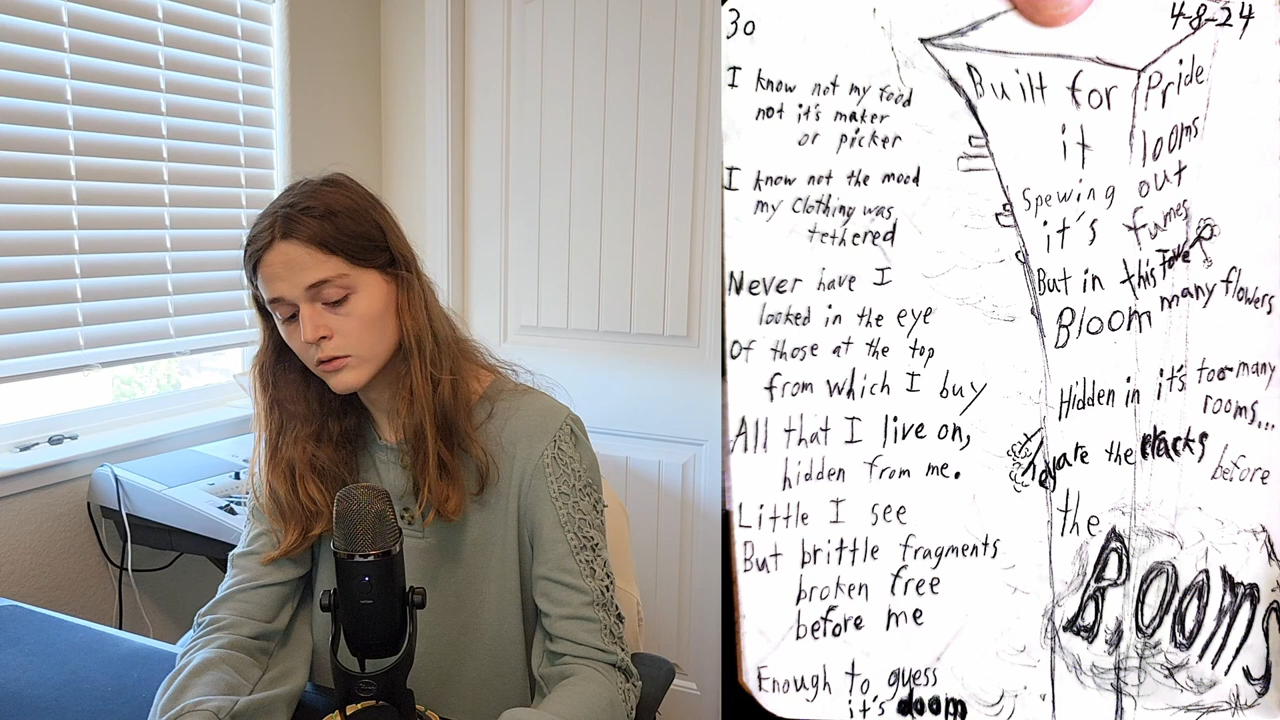 30
4-8-24
I know not my food
not it's maker
or picker
I know not the mood
my clothing was
tethered
Never have I
looked in the eye
Of those at the top
from which I buy
All that I live on,
hidden from me.
Little I see
But brittle fragments
broken free
before me
Enough to guess
it's doom
Built for Pride
it looms
Spewing out
it's fumes
But in this
Bloom many flowers
Hidden in it's too many
rooms...
are the cracks before
the